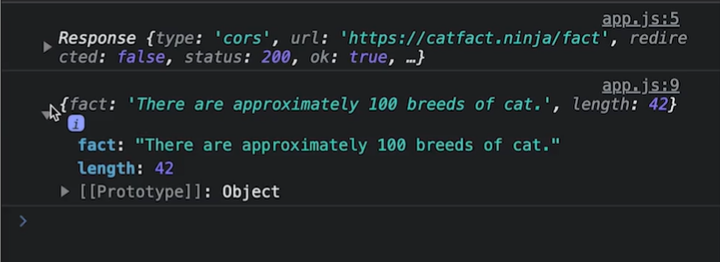 app.js:5
Response {type: 'cors', url: 'https://catfact.ninja/fact', redire
cted: false, status: 200, ok: true, …}
app.js:9
{fact: 'There are approximately 100 breeds of cat.', length: 42}
i
fact: "There are approximately 100 breeds of cat."
length: 42
[[Prototype]]: Object